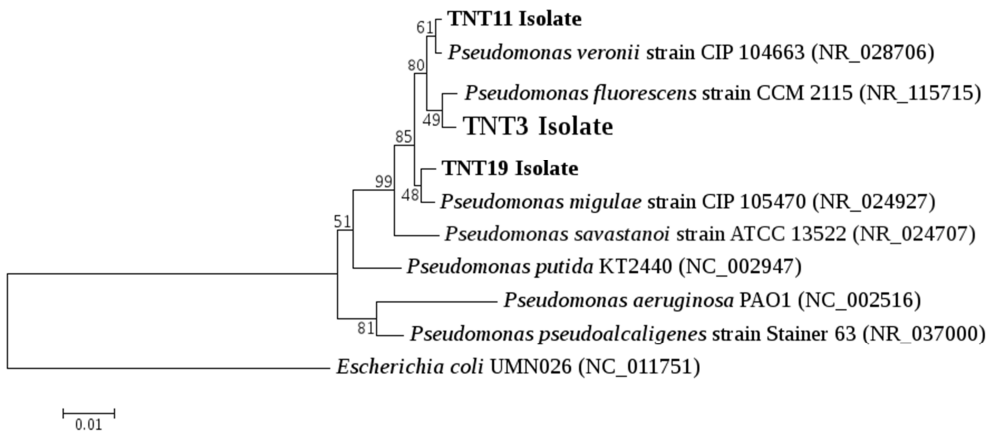 61
TNT11 Isolate
Pseudomonas veronii strain CIP 104663 (NR_028706)
80
Pseudomonas fluorescens strain CCM 2115 (NR_115715)
49
TNT3 Isolate
85
TNT19 Isolate
99
48
Pseudomonas migulae strain CIP 105470 (NR_024927)
51
Pseudomonas savastanoi strain ATCC 13522 (NR_024707)
Pseudomonas putida KT2440 (NC_002947)
Pseudomonas aeruginosa PAO1 (NC_002516)
81
Pseudomonas pseudoalcaligenes strain Stainer 63 (NR_037000)
Escherichia coli UMN026 (NC_011751)
0.01